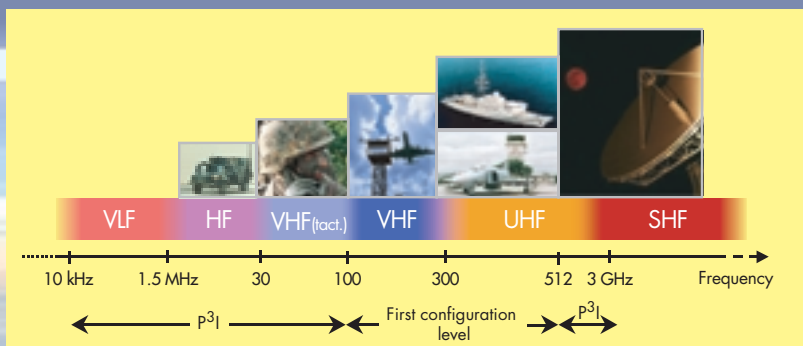 VLF HF VHF(tact.) VHF UHF SHF
10 kHz 1.5 MHz 30 100 300 512 3 GHz Frequency
P³I First configuration level P³I